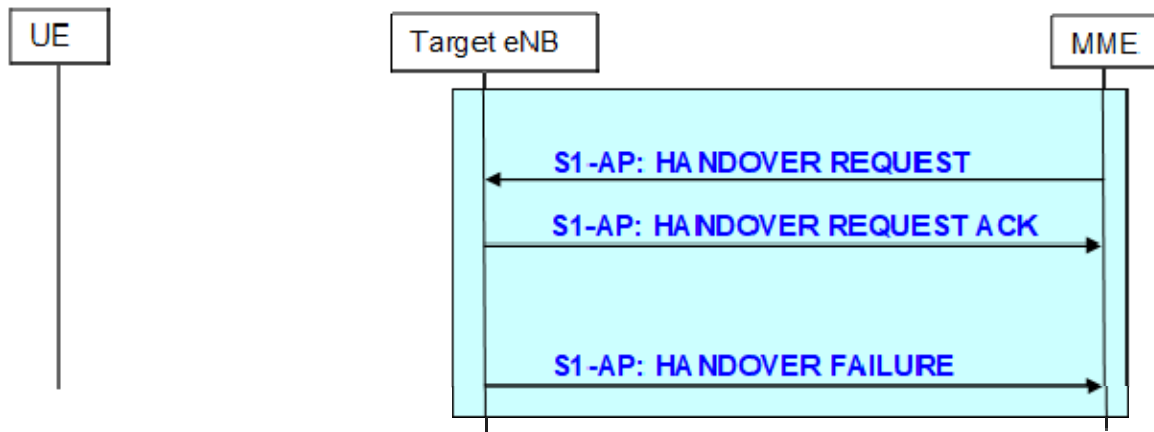 UE
Target eNB
MME
S1-AP: HANDOVER REQUEST
S1-AP: HANDOVER REQUEST ACK
S1-AP: HANDOVER FAILURE